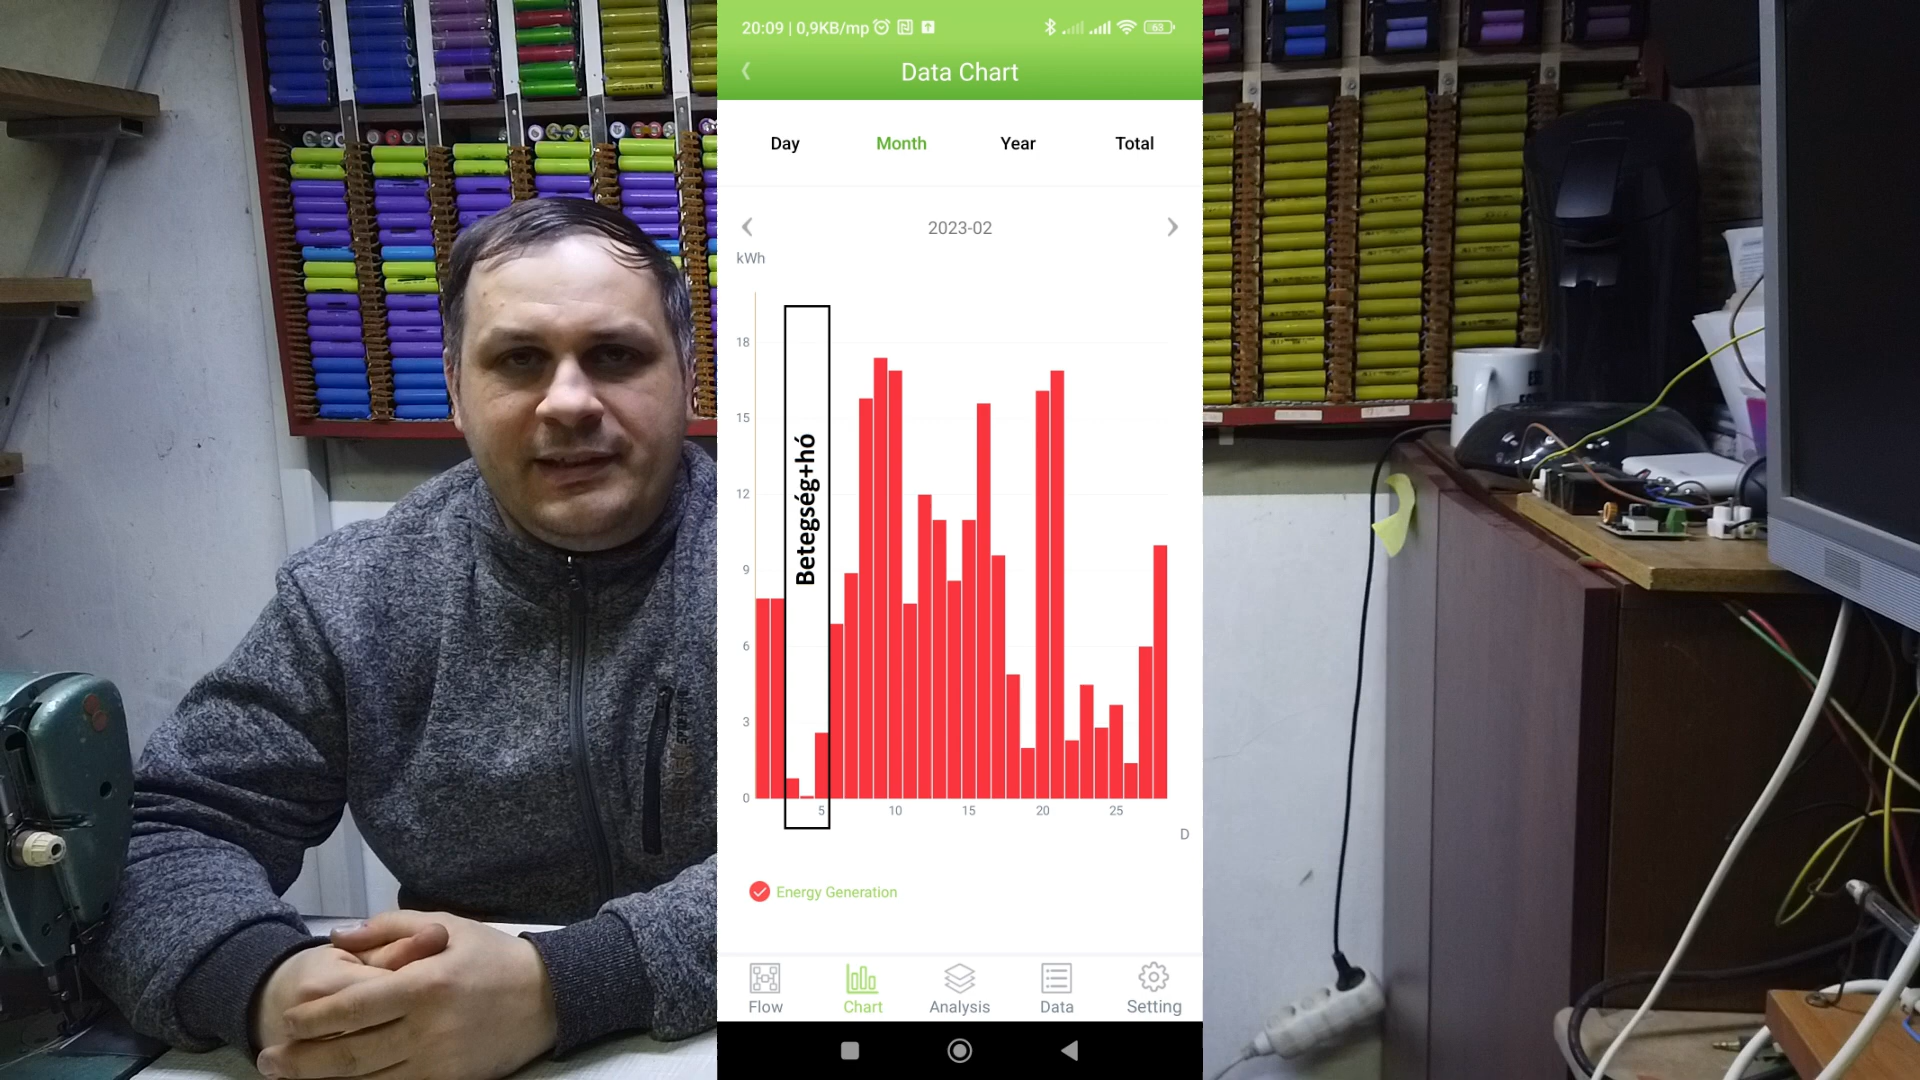 20:09 | 0,9KB/mp
63
Data Chart
Day Month Year Total
2023-02
kWh
18
15
12
9
6
3
0
5 10 15 20 25
D
Betegség+hó
Energy Generation
Flow Chart Analysis Data Setting